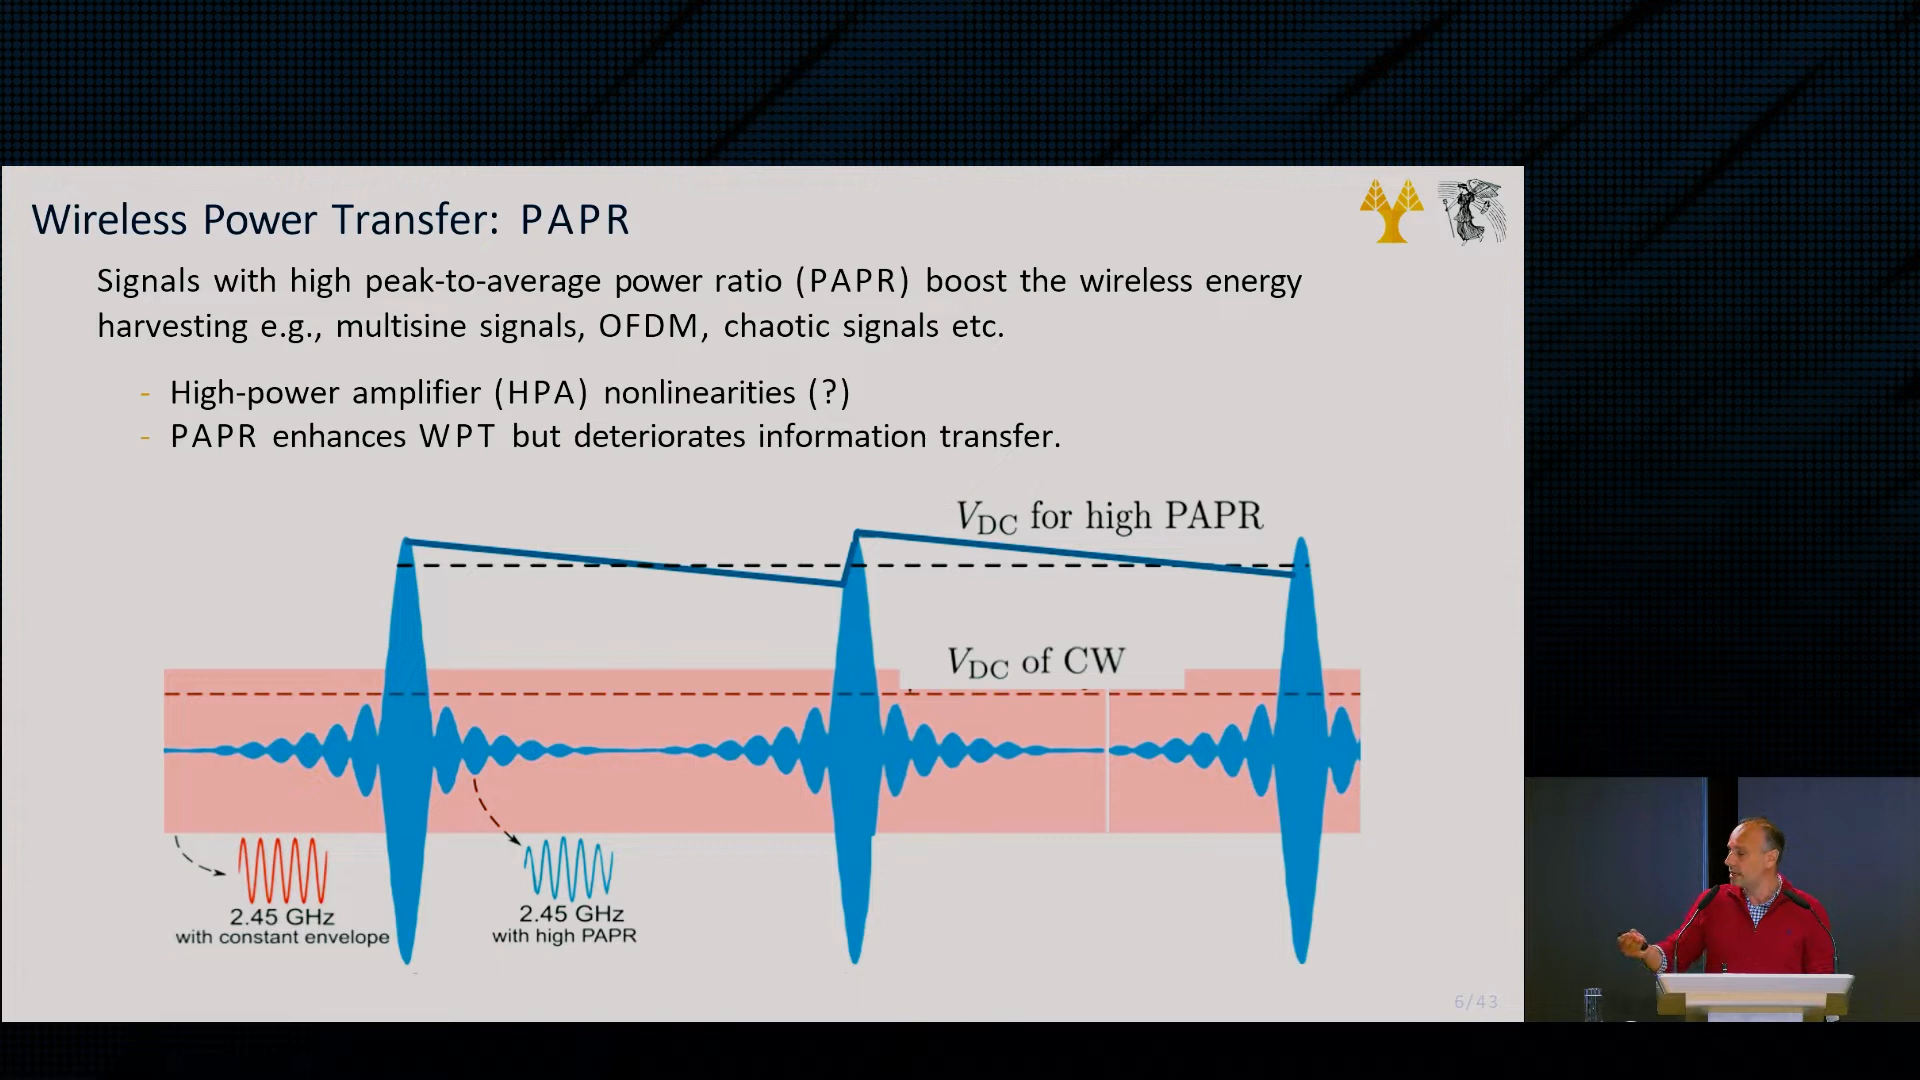 Wireless Power Transfer: PAPR
Signals with high peak-to-average power ratio (PAPR) boost the wireless energy
harvesting e.g., multisine signals, OFDM, chaotic signals etc.
- High-power amplifier (HPA) nonlinearities (?)
- PAPR enhances WPT but deteriorates information transfer.
V_DC for high PAPR
V_DC of CW
2.45 GHz
with constant envelope
2.45 GHz
with high PAPR
6/43